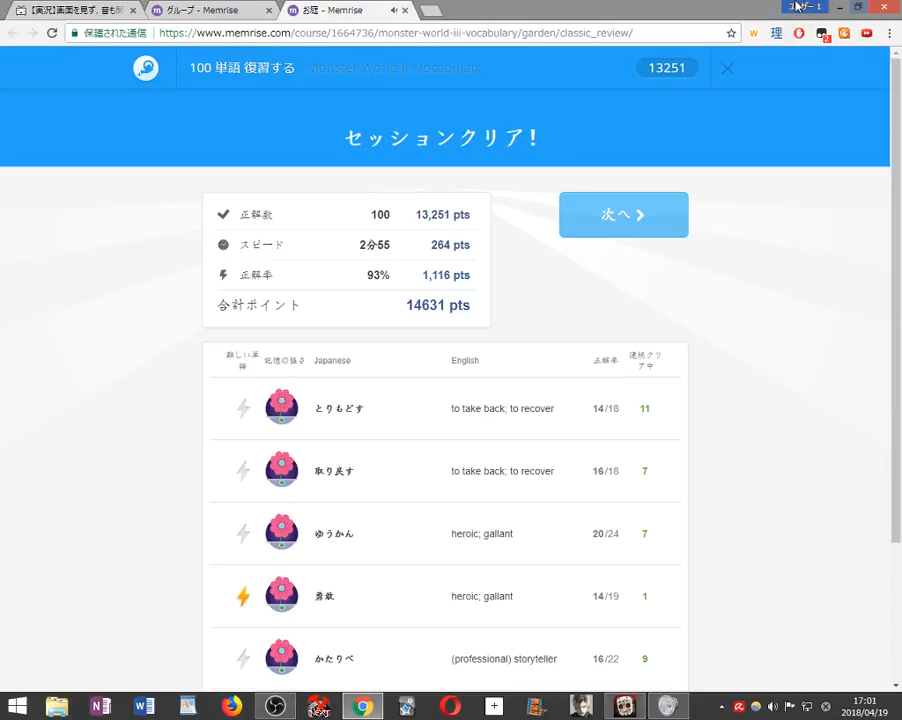 【実況】画面を見ず、音も
グループ - Memrise
お庭 - Memrise
ユーザー 1
保護された通信
https://www.memrise.com/course/1664736/monster-world-iii-vocabulary/garden/classic_review/
100 単語 復習する
Monster World III Vocabulary
13251
セッションクリア!
正解数 100 13,251 pts
スピード 2分55 264 pts
正解率 93% 1,116 pts
合計ポイント 14631 pts
次へ
難しい単語 記憶の強さ Japanese English 正解率 連続クリア中
とりもどす to take back; to recover 14/18 11
取り戻す to take back; to recover 16/18 7
ゆうかん heroic; gallant 20/24 7
勇敢 heroic; gallant 14/19 1
かたりべ (professional) storyteller 16/22 9
17:01
2018/04/19